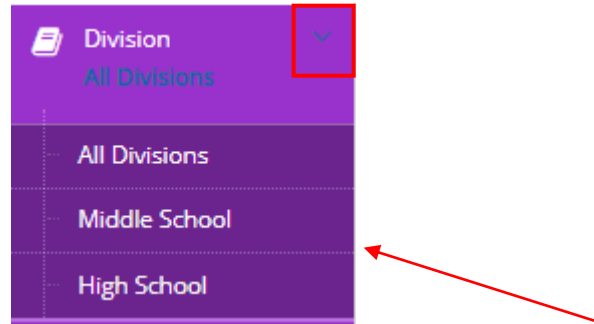 Division
All Divisions
All Divisions
Middle School
High School